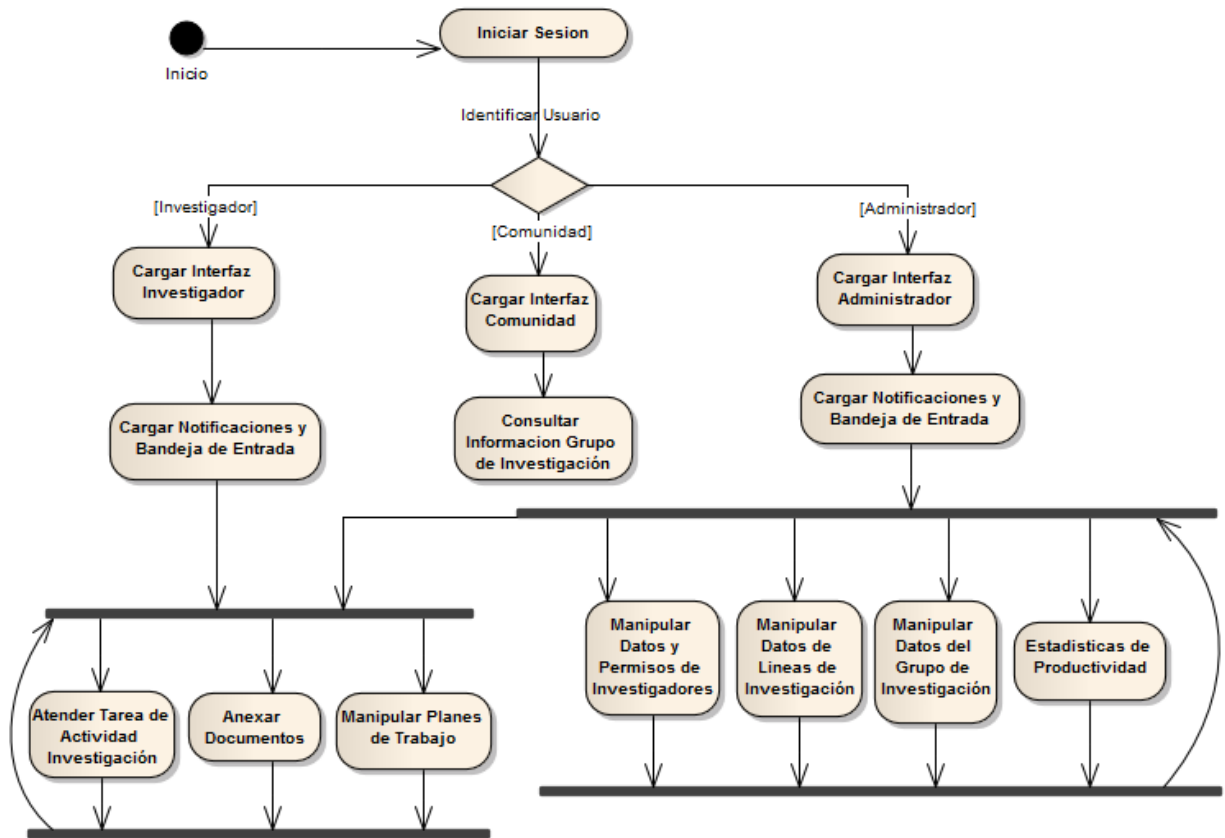 Iniciar Sesion
Inicio
Identificar Usuario
[Investigador]
[Comunidad]
[Administrador]
Cargar Interfaz
Investigador
Cargar Interfaz
Comunidad
Cargar Interfaz
Administrador
Cargar Notificaciones y
Bandeja de Entrada
Consultar
Informacion Grupo
de Investigación
Cargar Notificaciones y
Bandeja de Entrada
Manipular
Datos y
Permisos de
Investigadores
Manipular
Datos de
Lineas de
Investigación
Manipular
Datos del
Grupo de
Investigación
Estadisticas de
Productividad
Atender Tarea de
Actividad
Investigación
Anexar
Documentos
Manipular Planes
de Trabajo